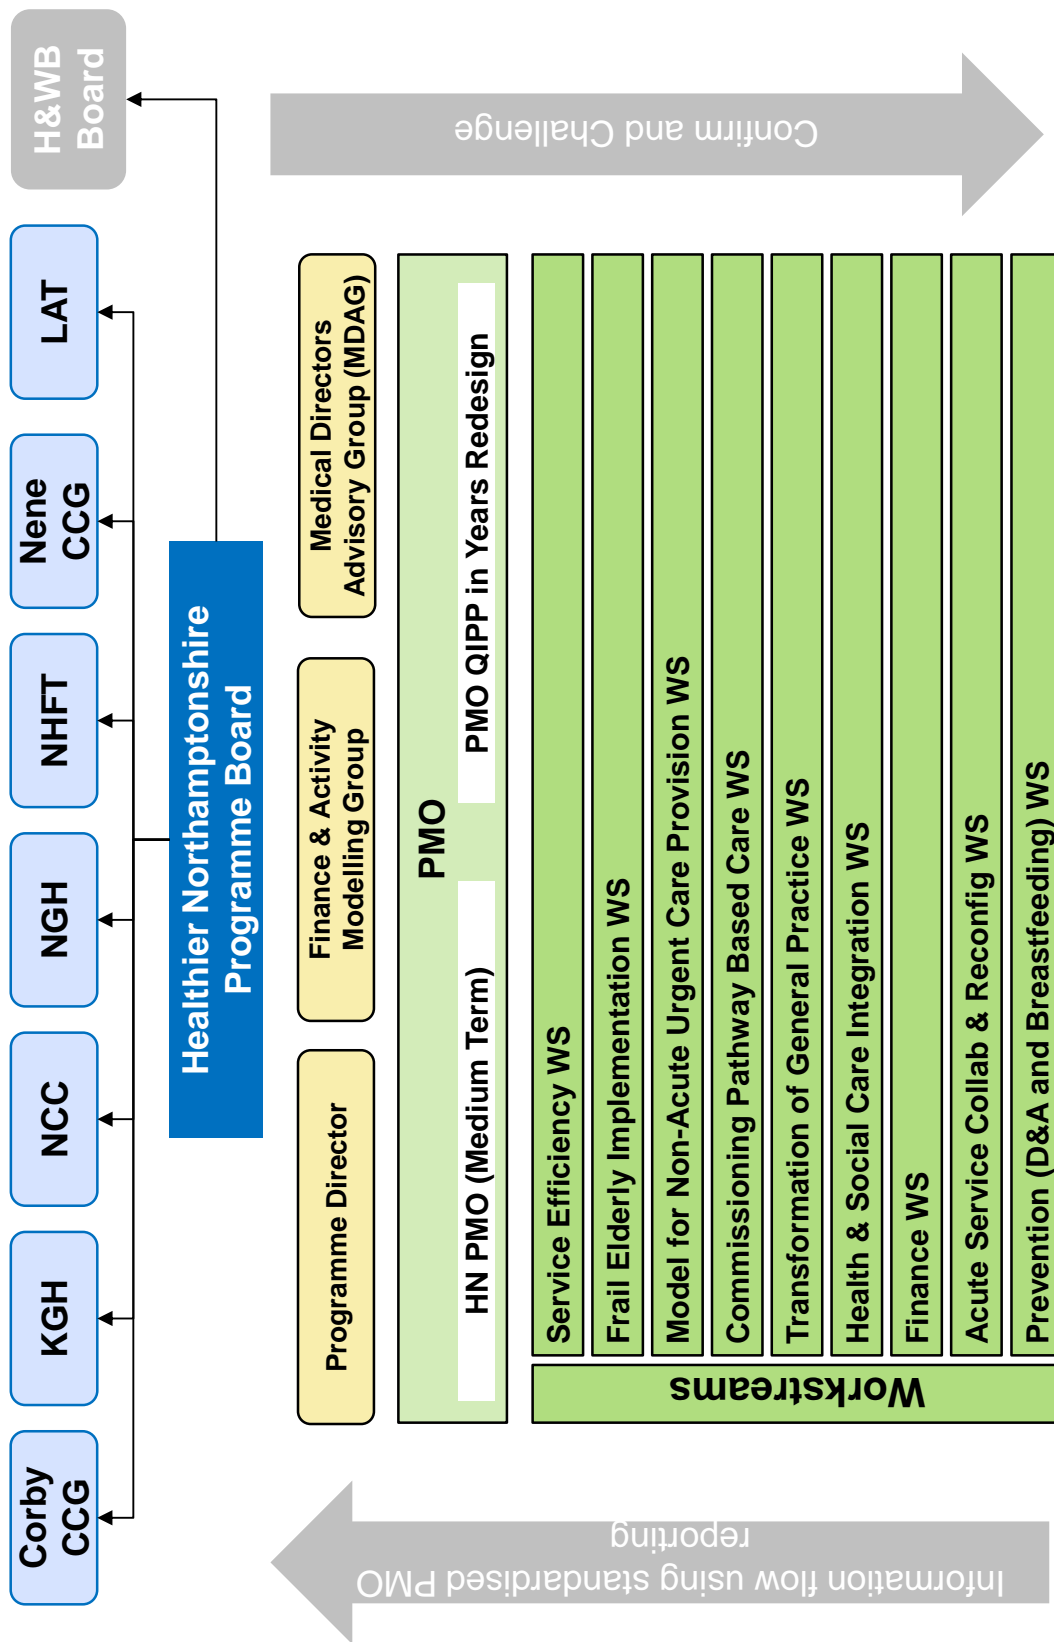 Corby
CCG
KGH
NCC
NGH
NHFT
Nene
CCG
LAT
H&WB
Board
Healthier Northamptonshire
Programme Board
Programme Director
Finance & Activity
Modelling Group
Medical Directors
Advisory Group (MDAG)
PMO
HN PMO (Medium Term)
PMO QIPP in Years Redesign
Workstreams
Service Efficiency WS
Frail Elderly Implementation WS
Model for Non-Acute Urgent Care Provision WS
Commissioning Pathway Based Care WS
Transformation of General Practice WS
Health & Social Care Integration WS
Finance WS
Acute Service Collab & Reconfig WS
Prevention (D&A and Breastfeeding) WS
Information flow using standardised PMO
reporting
Confirm and Challenge